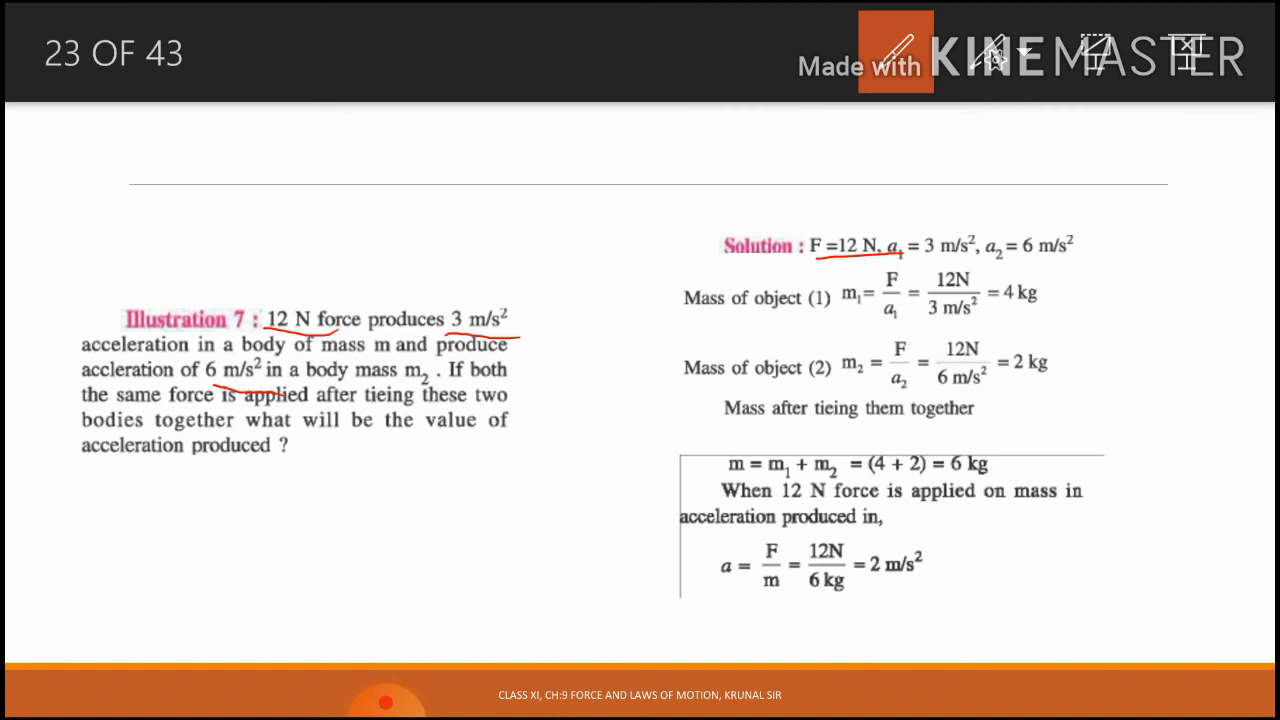 23 OF 43
Made with KINEMASTER
Illustration 7 : 12 N force produces 3 m/s²
acceleration in a body of mass m and produce
accleration of 6 m/s² in a body mass m₂ . If both
the same force is applied after tieing these two
bodies together what will be the value of
acceleration produced ?
Solution : F =12 N, a₁ = 3 m/s², a₂ = 6 m/s²
Mass of object (1) m₁ = F/a₁ = 12N/3 m/s² = 4 kg
Mass of object (2) m₂ = F/a₂ = 12N/6 m/s² = 2 kg
Mass after tieing them together
m = m₁ + m₂ = (4 + 2) = 6 kg
When 12 N force is applied on mass in
acceleration produced in,
a = F/m = 12N/6 kg = 2 m/s²
CLASS XI, CH:9 FORCE AND LAWS OF MOTION, KRUNAL SIR